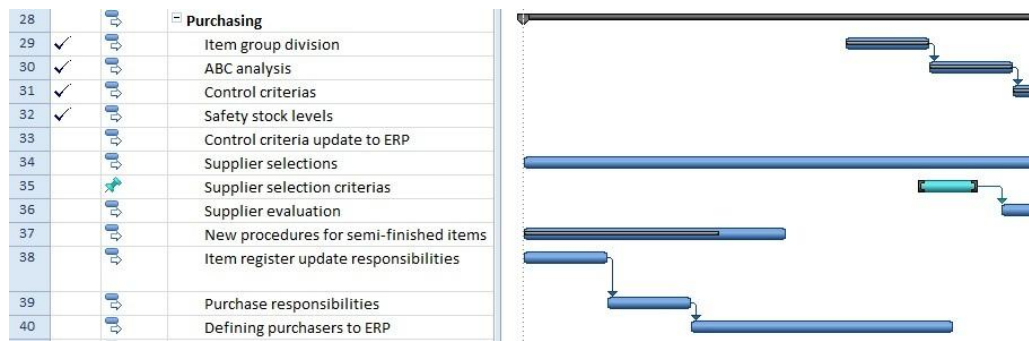 28 Purchasing
29 Item group division
30 ABC analysis
31 Control criterias
32 Safety stock levels
33 Control criteria update to ERP
34 Supplier selections
35 Supplier selection criterias
36 Supplier evaluation
37 New procedures for semi-finished items
38 Item register update responsibilities
39 Purchase responsibilities
40 Defining purchasers to ERP